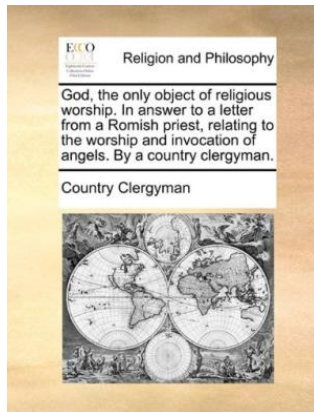 ECCO
Religion and Philosophy
God, the only object of religious
worship. In answer to a letter
from a Romish priest, relating to
the worship and invocation of
angels. By a country clergyman.
Country Clergyman